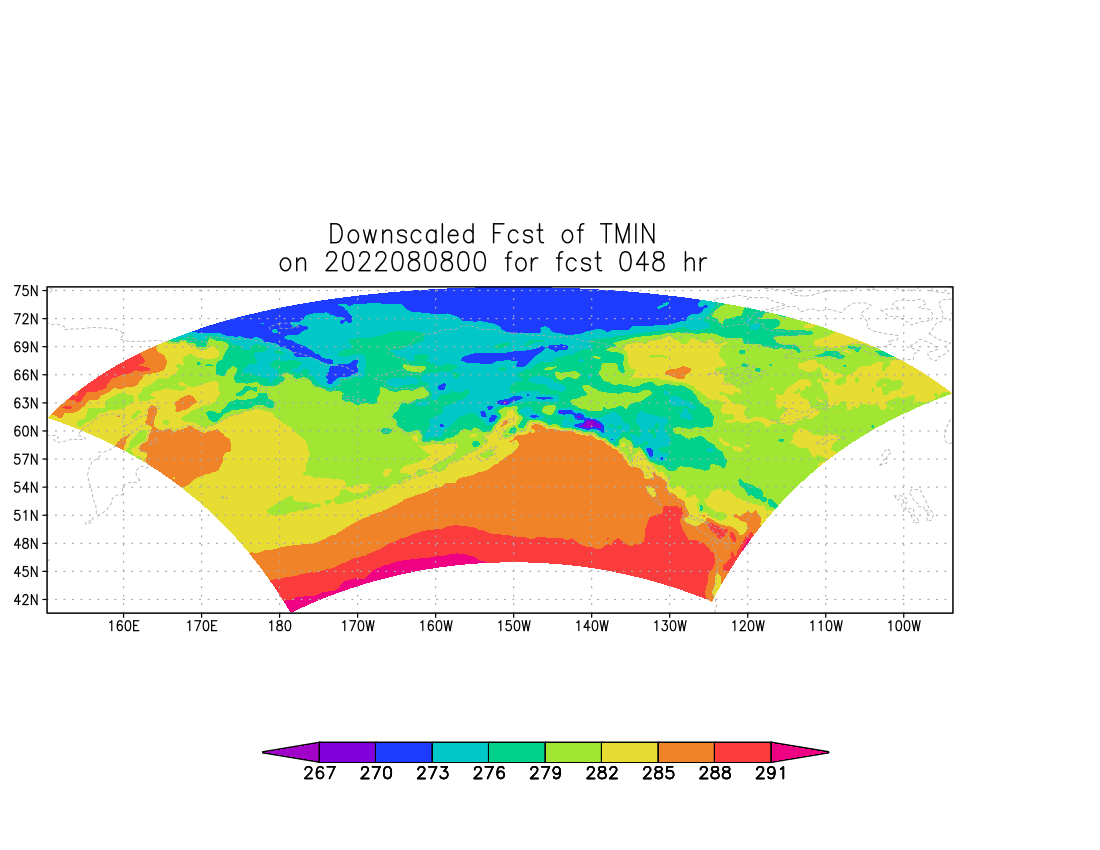 Downscaled Fcst of TMIN
on 2022080800 for fcst 048 hr
75N
72N
69N
66N
63N
60N
57N
54N
51N
48N
45N
42N
160E 170E 180 170W 160W 150W 140W 130W 120W 110W 100W
267 270 273 276 279 282 285 288 291